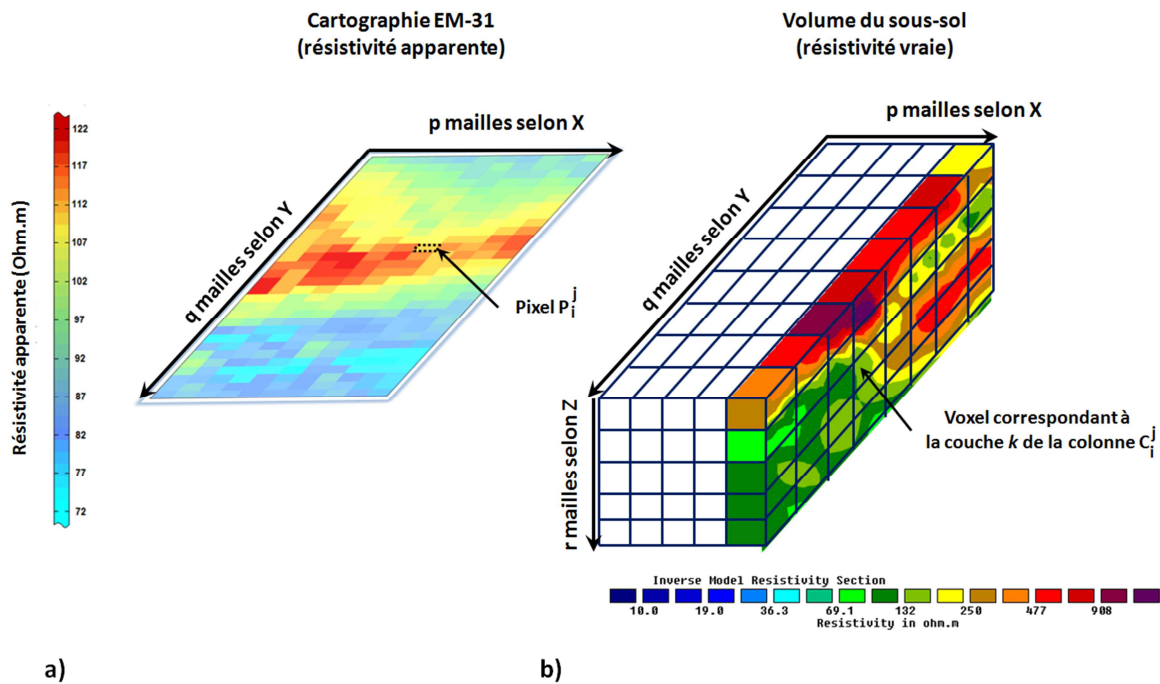 Cartographie EM-31
(résistivité apparente)
Volume du sous-sol
(résistivité vraie)
p mailles selon X
q mailles selon Y
Pixel P_i^j
Résistivité apparente (Ohm.m)
122
117
112
107
102
97
92
87
82
77
72
p mailles selon X
q mailles selon Y
r mailles selon Z
Voxel correspondant à
la couche k de la colonne C_i^j
Inverse Model Resistivity Section
10.0 19.0 36.3 69.1 132 250 477 908
Resistivity in ohm.m
a)
b)